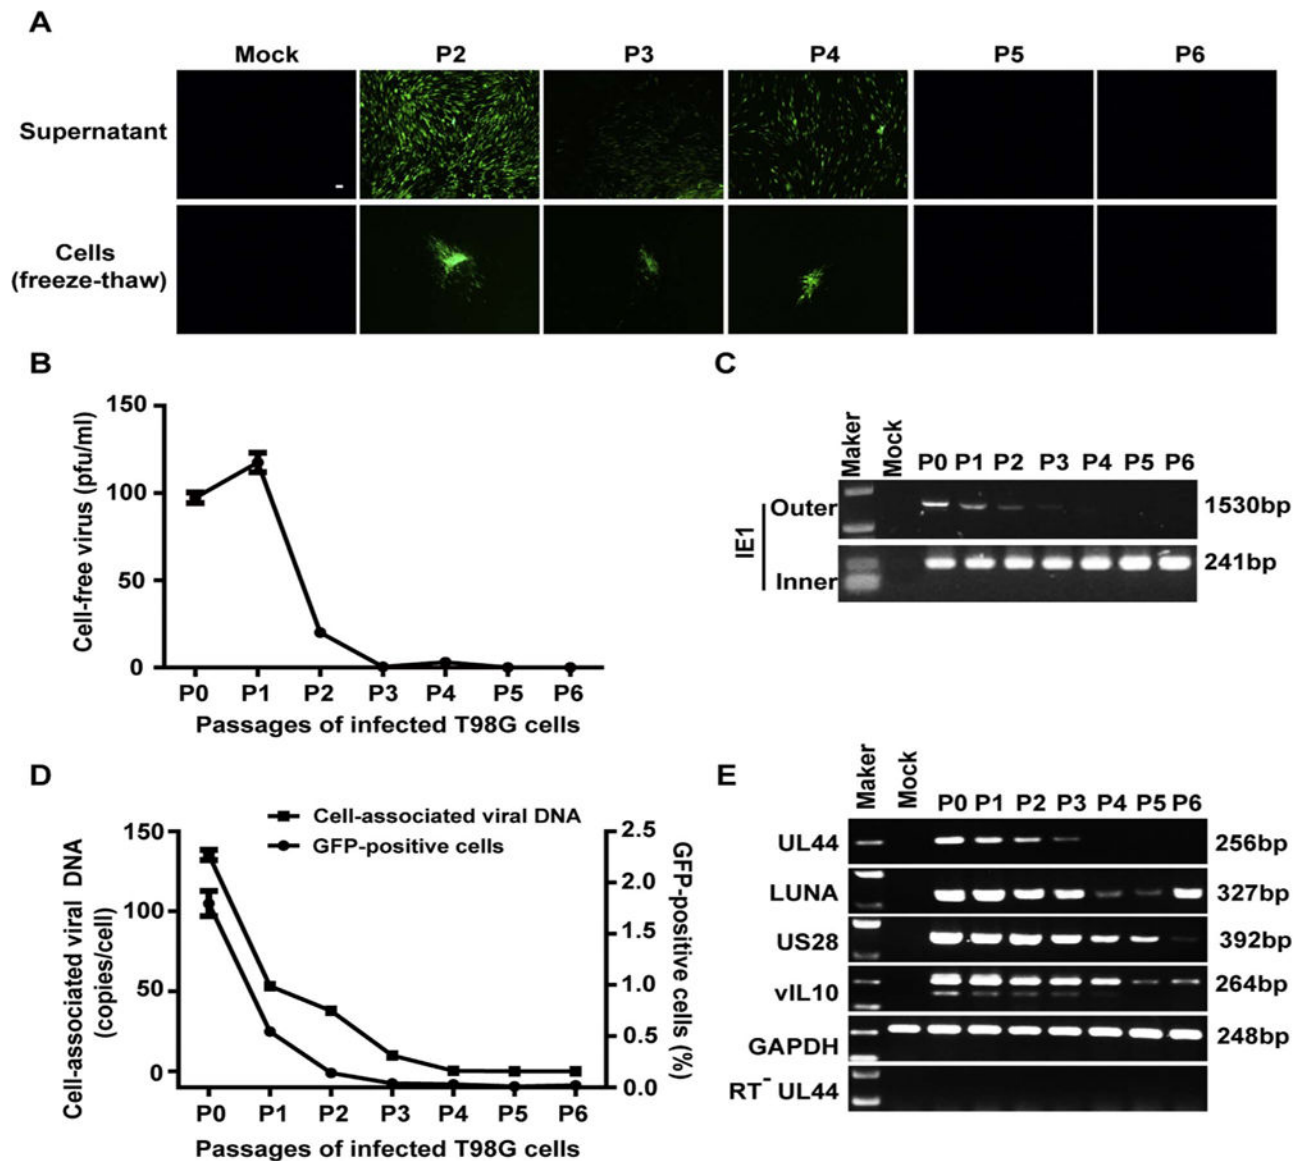 A
Mock P2 P3 P4 P5 P6
Supernatant
Cells
(freeze-thaw)
B
Cell-free virus (pfu/ml)
150
100
50
0
P0 P1 P2 P3 P4 P5 P6
Passages of infected T98G cells
C
Maker Mock P0 P1 P2 P3 P4 P5 P6
IE1
Outer 1530bp
Inner 241bp
D
Cell-associated viral DNA
GFP-positive cells
Cell-associated viral DNA
(copies/cell)
150
100
50
0
2.5
2.0
1.5
1.0
0.5
0.0
GFP-positive cells (%)
P0 P1 P2 P3 P4 P5 P6
Passages of infected T98G cells
E
Maker Mock P0 P1 P2 P3 P4 P5 P6
UL44 256bp
LUNA 327bp
US28 392bp
vIL10 264bp
GAPDH 248bp
RT⁻ UL44